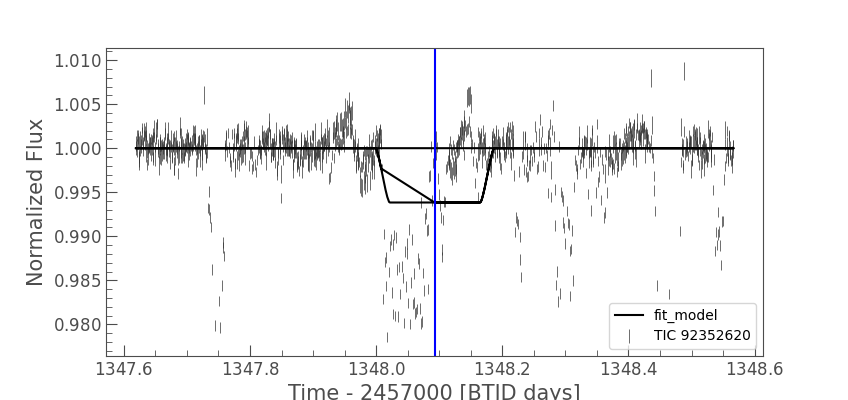 1.010
1.005
1.000
0.995
0.990
0.985
0.980
Normalized Flux
fit_model
TIC 92352620
1347.6 1347.8 1348.0 1348.2 1348.4 1348.6
Time - 2457000 [BTJD days]